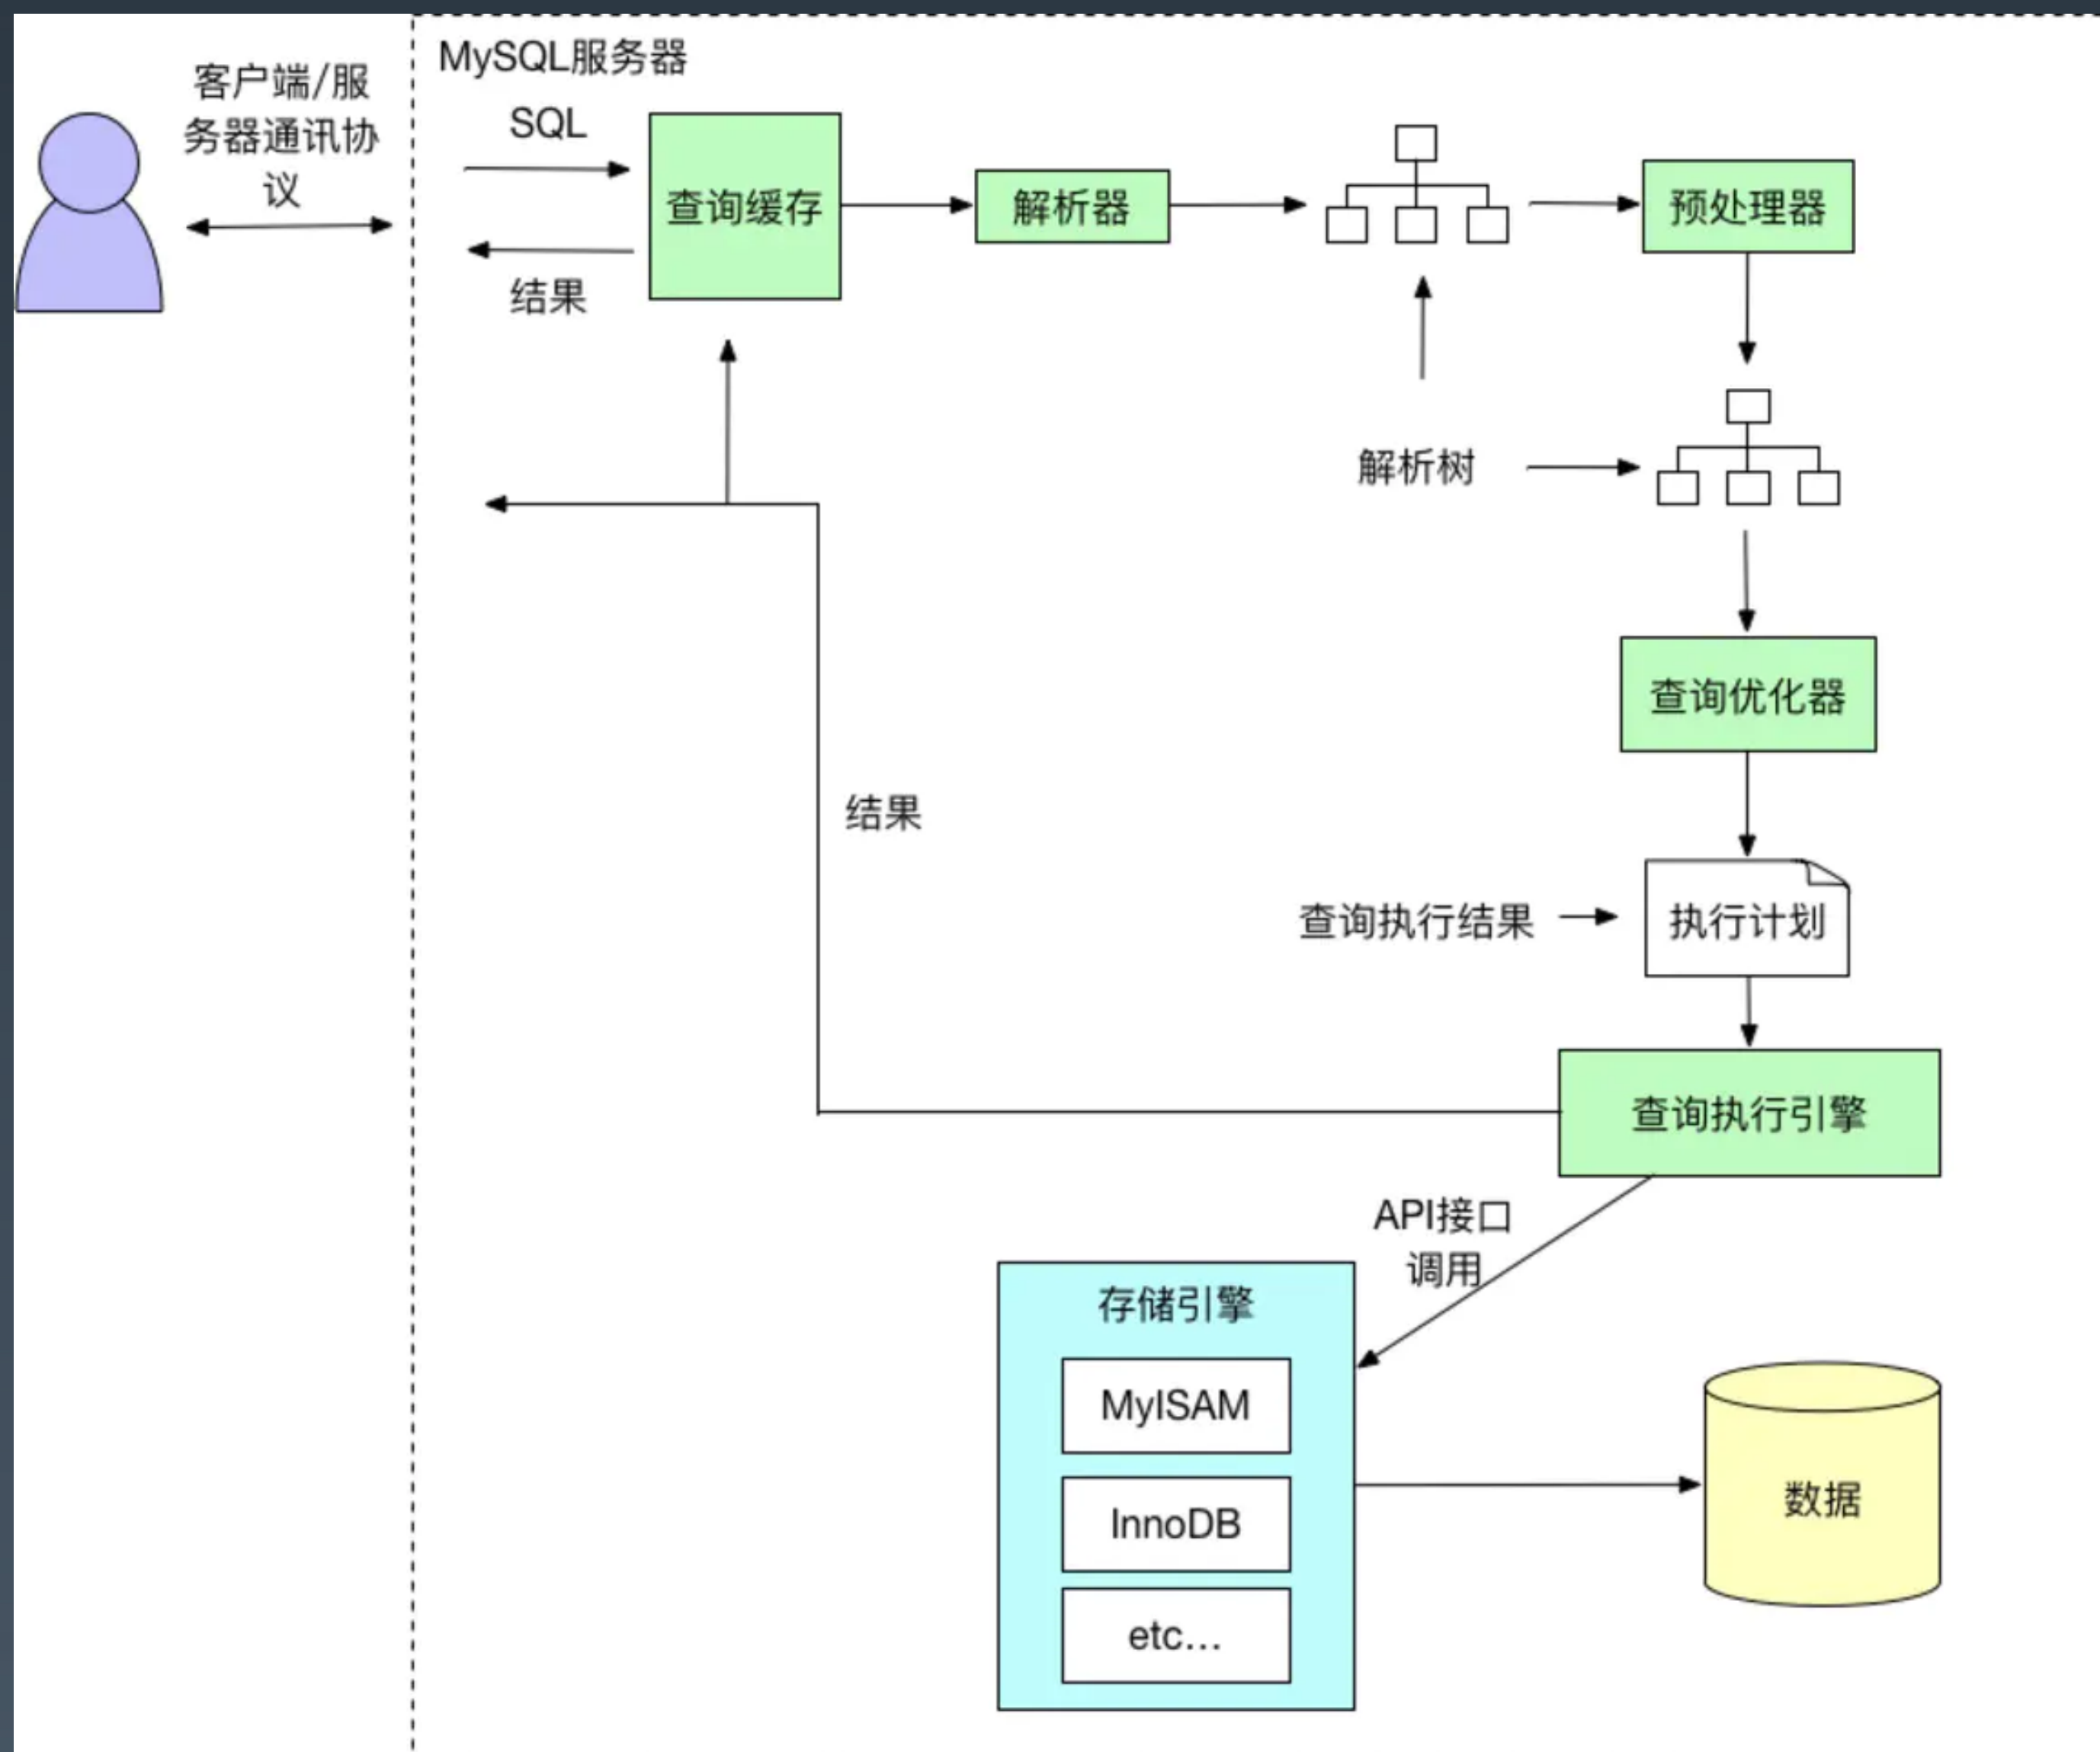 MySQL服务器
客户端/服
务器通讯协
议
SQL
查询缓存
结果
解析器
预处理器
解析树
查询优化器
结果
查询执行结果
执行计划
查询执行引擎
API接口
调用
存储引擎
MyISAM
InnoDB
etc...
数据